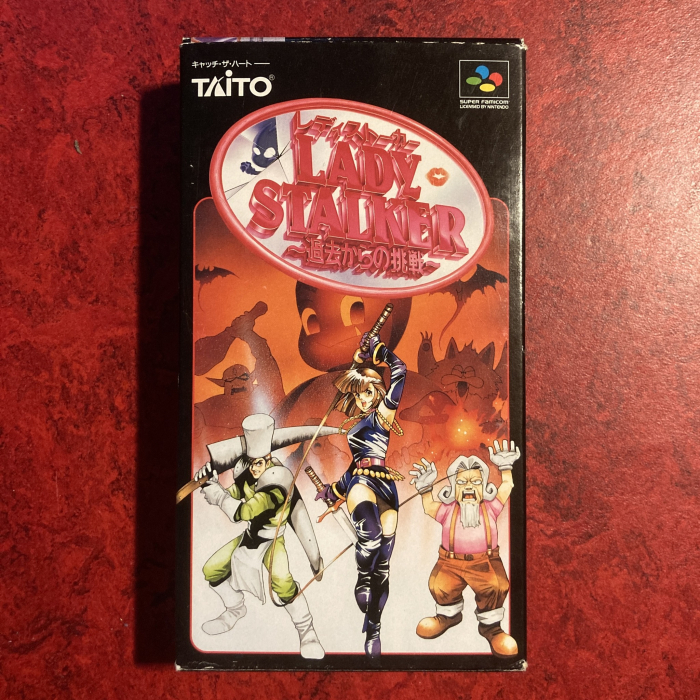 キャッチ・ザ・ハート
TAITO®
SUPER FAMICOM
LICENSED BY NINTENDO
レディストーカー
LADY
STALKER
～過去からの挑戦～